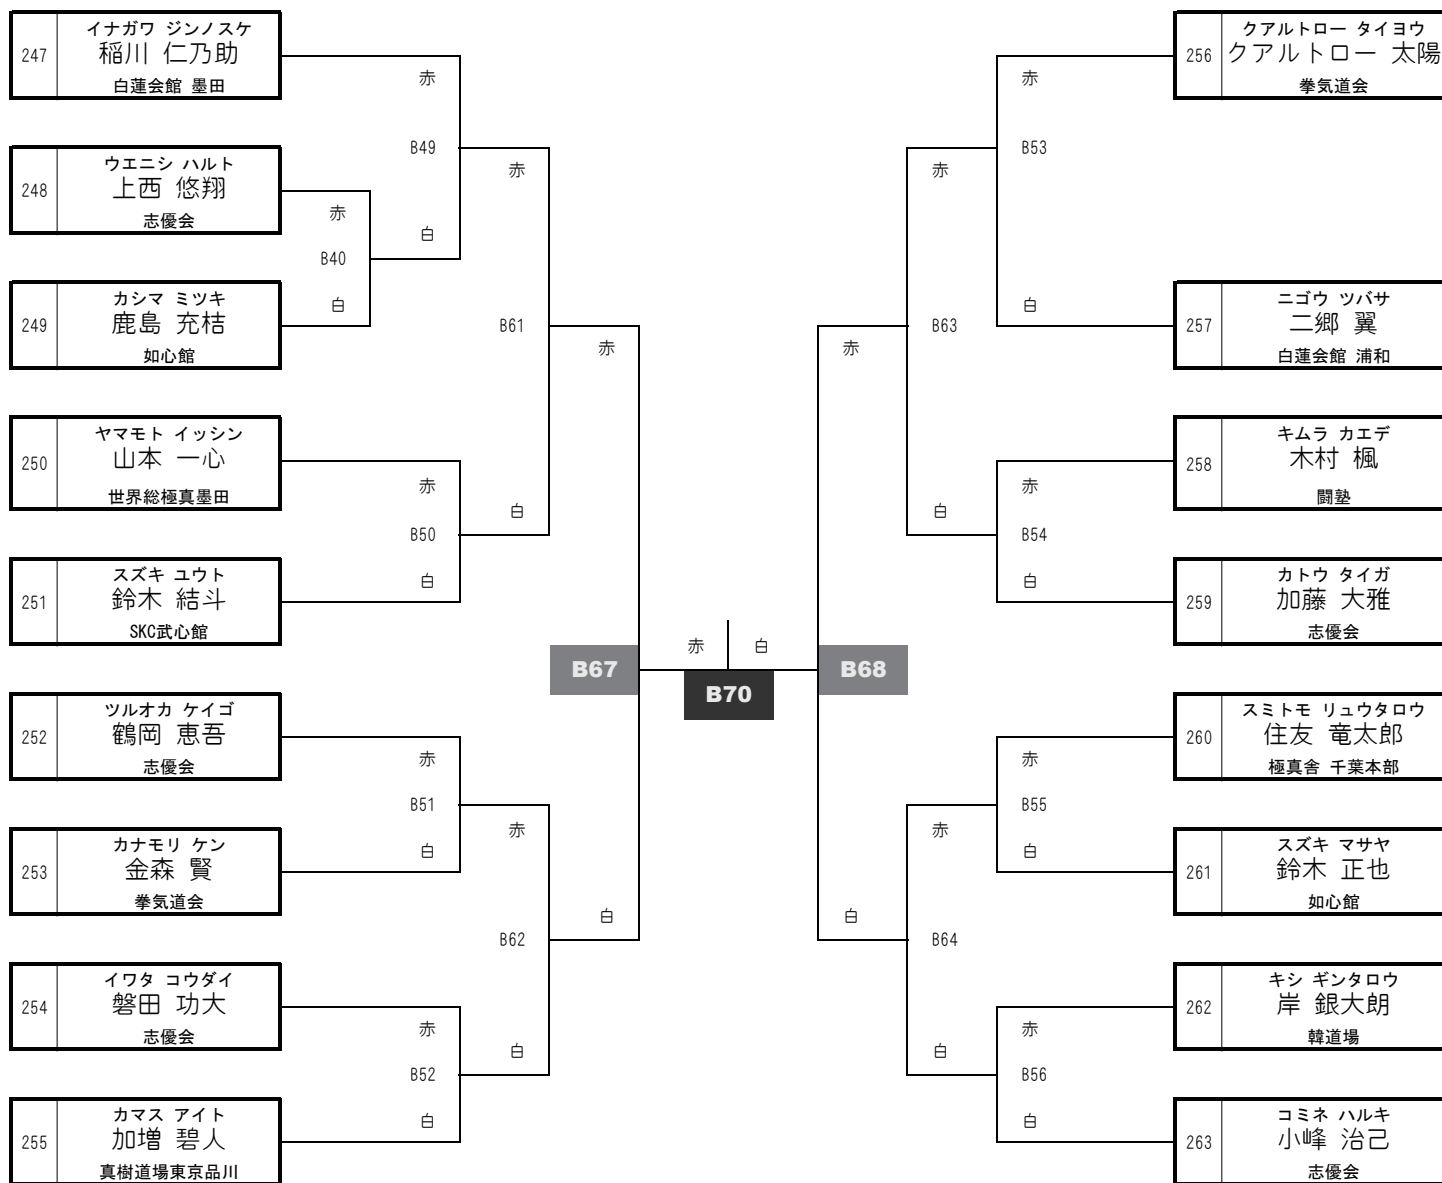 247
イナガワ ジンノスケ
稲川 仁乃助
白蓮会館 墨田
248
ウエニシ ハルト
上西 悠翔
志優会
249
カシマ ミツキ
鹿島 充桔
如心館
250
ヤマモト イッシン
山本 一心
世界総極真墨田
251
スズキ ユウト
鈴木 結斗
SKC武心館
252
ツルオカ ケイゴ
鶴岡 恵吾
志優会
253
カナモリ ケン
金森 賢
拳気道会
254
イワタ コウダイ
磐田 功大
志優会
255
カマス アイト
加増 碧人
真樹道場東京品川
赤
B40
白
赤
B49
白
赤
B50
白
赤
B51
白
赤
B52
白
赤
B61
白
赤
B62
白
赤
B67
白
赤 白
B70
赤
B68
白
赤
B63
白
赤
B64
白
赤
B53
白
赤
B54
白
赤
B55
白
赤
B56
白
256
クアルトロー タイヨウ
クアルトロー 太陽
拳気道会
257
ニゴウ ツバサ
二郷 翼
白蓮会館 浦和
258
キムラ カエデ
木村 楓
闘塾
259
カトウ タイガ
加藤 大雅
志優会
260
スミトモ リュウタロウ
住友 竜太郎
極真舎 千葉本部
261
スズキ マサヤ
鈴木 正也
如心館
262
キシ ギンタロウ
岸 銀大朗
韓道場
263
コミネ ハルキ
小峰 治己
志優会